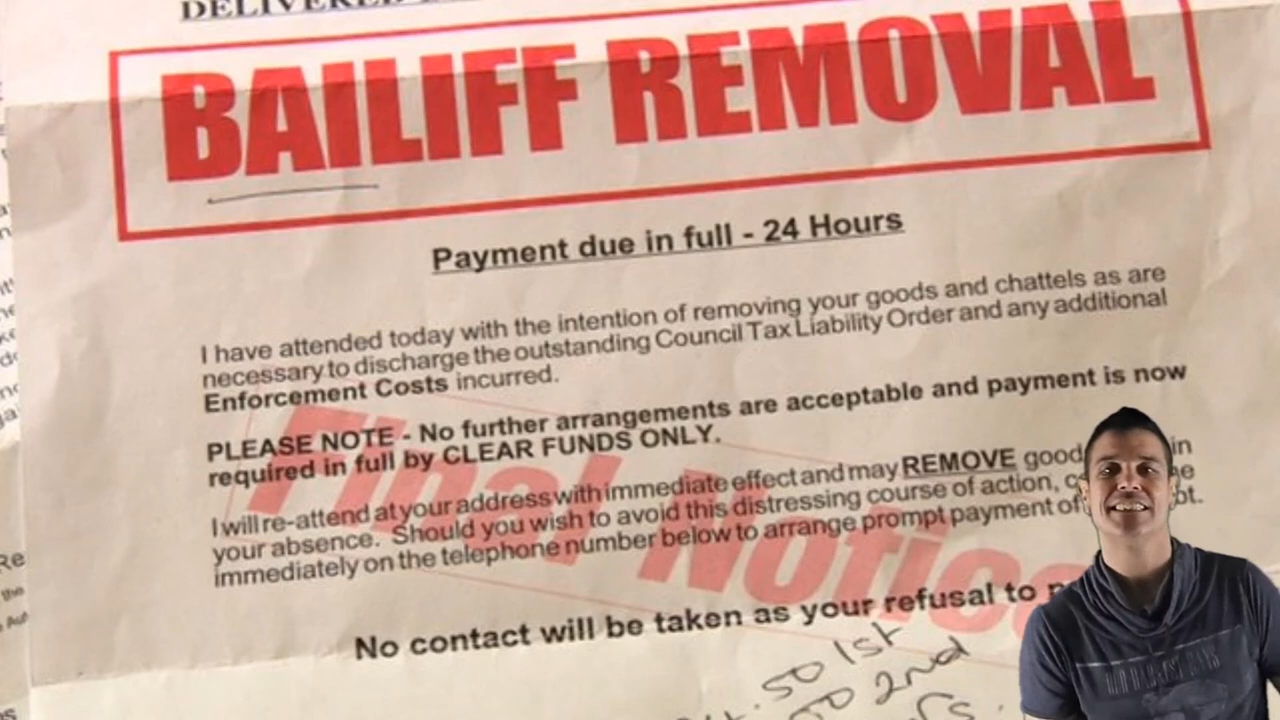 DELIVERED
BAILIFF REMOVAL
Payment due in full - 24 Hours
I have attended today with the intention of removing your goods and chattels as are
necessary to discharge the outstanding Council Tax Liability Order and any additional
Enforcement Costs incurred.
PLEASE NOTE - No further arrangements are acceptable and payment is now
required in full by CLEAR FUNDS ONLY.
I will re-attend at your address with immediate effect and may REMOVE good in
your absence. Should you wish to avoid this distressing course of action,
immediately on the telephone number below to arrange prompt payment of
Final Notice
No contact will be taken as your refusal to
.50 1st
2nd